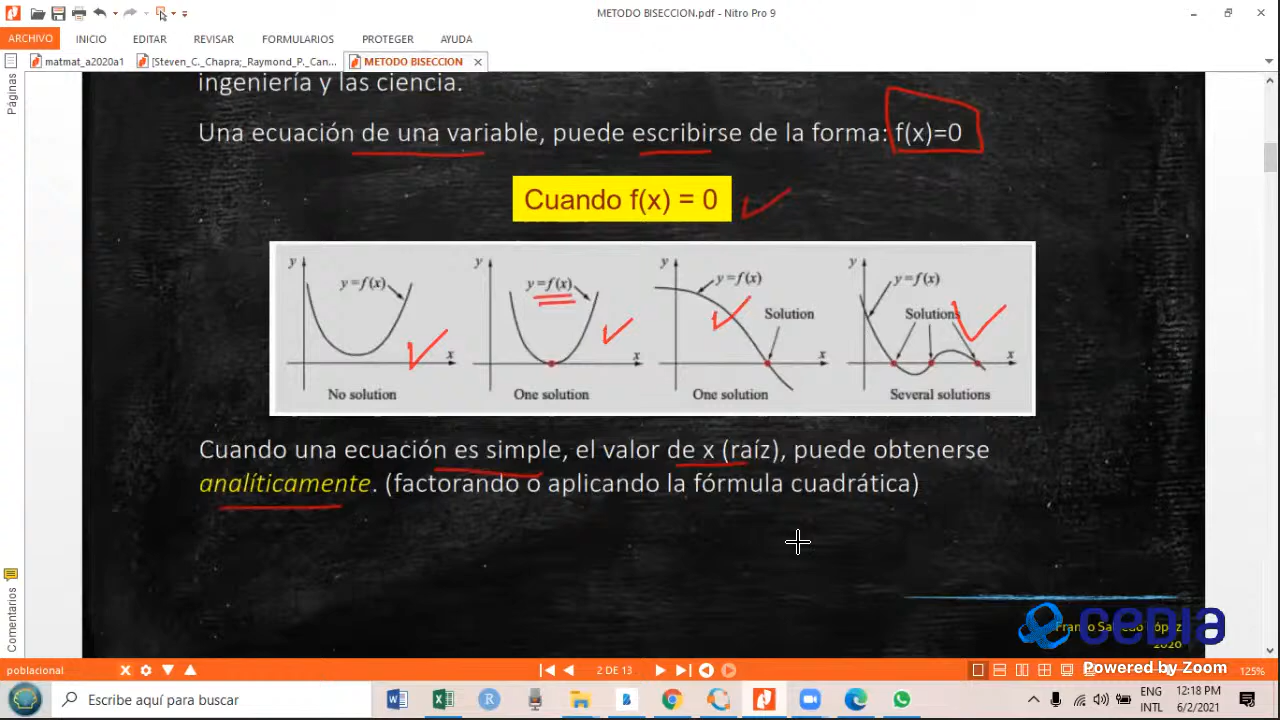 METODO BISECCION.pdf - Nitro Pro 9
ARCHIVO INICIO EDITAR REVISAR FORMULARIOS PROTEGER AYUDA
matmat_a2020a1 [Steven_C._Chapra;_Raymond_P._Can... METODO BISECCION
Páginas
ingeniería y las ciencia.
Una ecuación de una variable, puede escribirse de la forma: f(x)=0
Cuando f(x) = 0
y y=f(x) x
No solution
y y=f(x) x
One solution
y y=f(x) Solution x
One solution
y y=f(x) Solutions x
Several solutions
Cuando una ecuación es simple, el valor de x (raíz), puede obtenerse
analíticamente. (factorando o aplicando la fórmula cuadrática)
Comentarios
cedia
2020
Powered by Zoom
poblacional 2 DE 13 125%
Escribe aquí para buscar
ENG 12:18 PM
INTL 6/2/2021